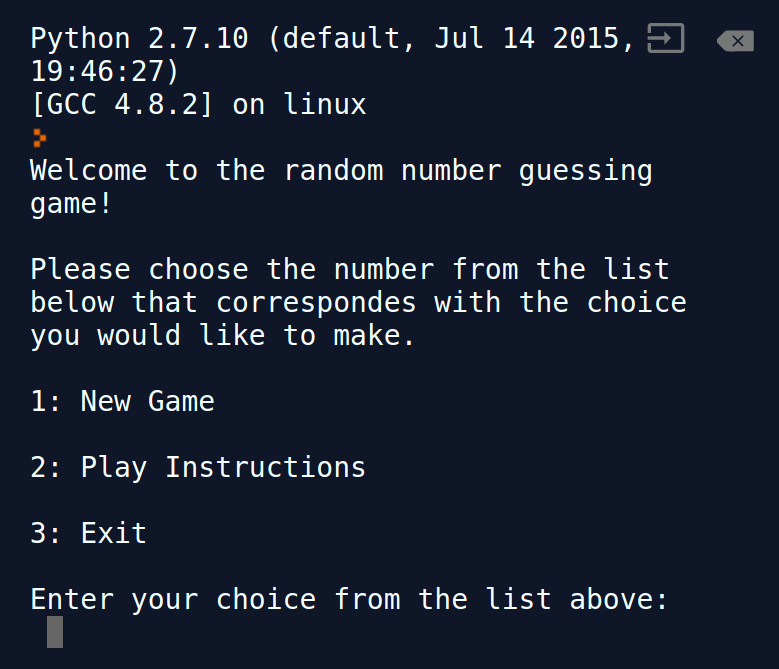 Python 2.7.10 (default, Jul 14 2015,
19:46:27)
[GCC 4.8.2] on linux
Welcome to the random number guessing
game!
Please choose the number from the list
below that correspondes with the choice
you would like to make.
1: New Game
2: Play Instructions
3: Exit
Enter your choice from the list above: